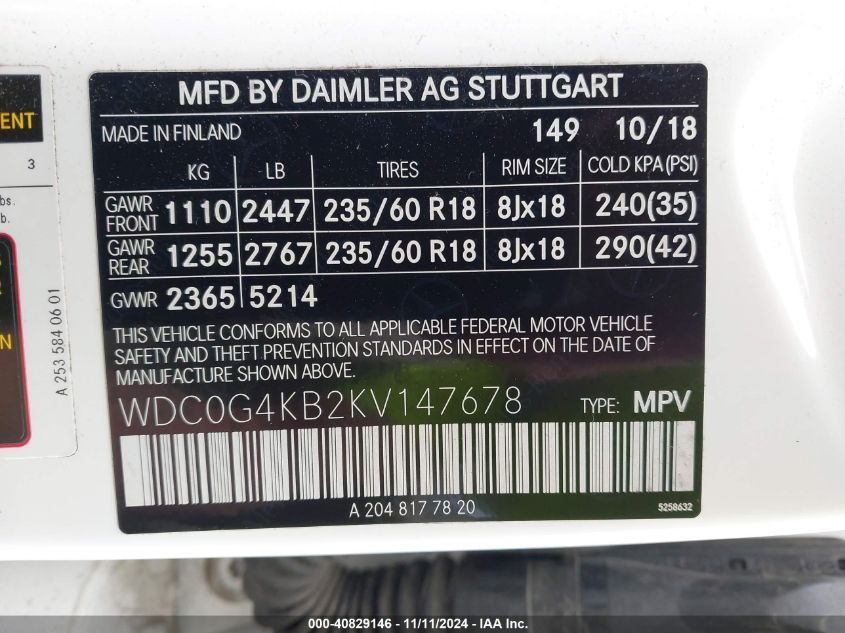 ENT
3
bs.
b.
N
A 253 584 06 01
MFD BY DAIMLER AG STUTTGART
MADE IN FINLAND 149 10/18
KG LB TIRES RIM SIZE COLD KPA (PSI)
GAWR FRONT 1110 2447 235/60 R18 8Jx18 240(35)
GAWR REAR 1255 2767 235/60 R18 8Jx18 290(42)
GVWR 2365 5214
THIS VEHICLE CONFORMS TO ALL APPLICABLE FEDERAL MOTOR VEHICLE
SAFETY AND THEFT PREVENTION STANDARDS IN EFFECT ON THE DATE OF
MANUFACTURE SHOWN ABOVE.
WDC0G4KB2KV147678 TYPE: MPV
A 204 817 78 20 5258632
000-40829146 - 11/11/2024 - IAA Inc.